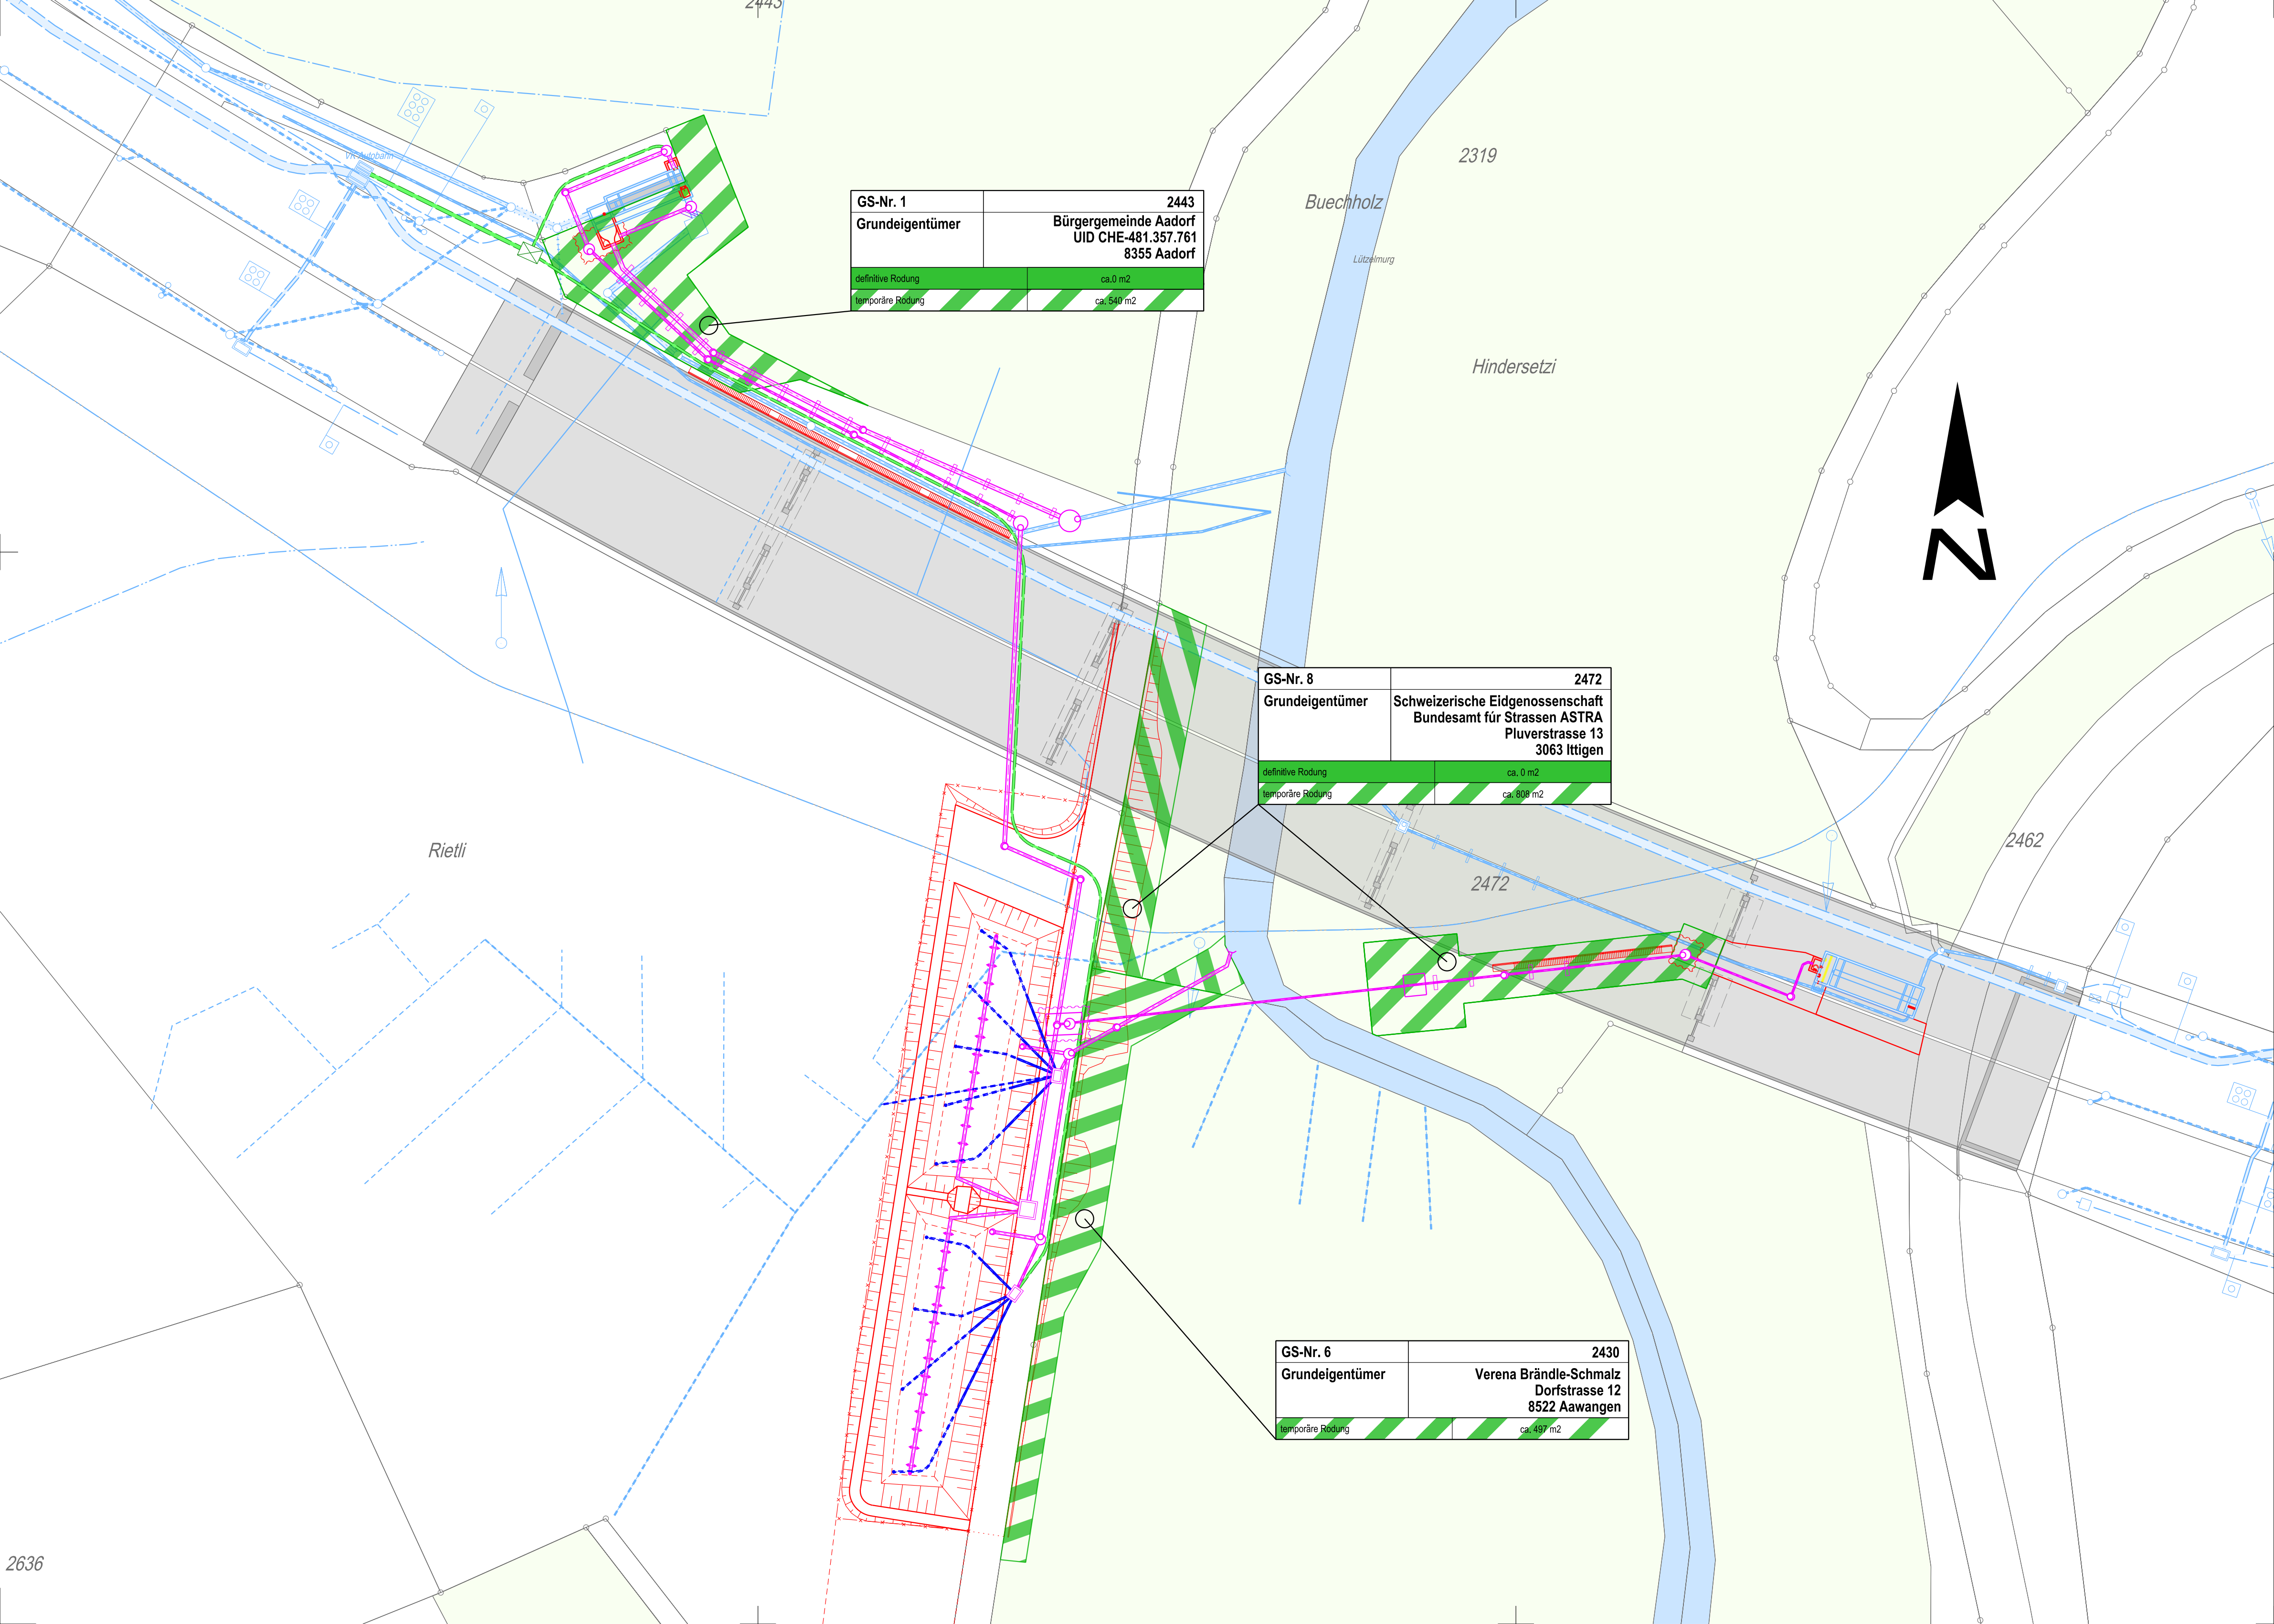 2443
VR Autobahn
2319
Buechholz
GS-Nr. 1 2443
Grundeigentümer Bürgergemeinde Aadorf
UID CHE-481.357.761
8355 Aadorf
definitive Rodung ca.0 m2
temporäre Rodung ca. 540 m2
Lützelmurg
Hindersetzi
N
GS-Nr. 8 2472
Grundeigentümer Schweizerische Eidgenossenschaft
Bundesamt für Strassen ASTRA
Pluverstrasse 13
3063 Ittigen
definitive Rodung ca. 0 m2
temporäre Rodung ca. 808 m2
Rietli
2462
2472
GS-Nr. 6 2430
Grundeigentümer Verena Brändle-Schmalz
Dorfstrasse 12
8522 Aawangen
temporäre Rodung ca. 497 m2
2636